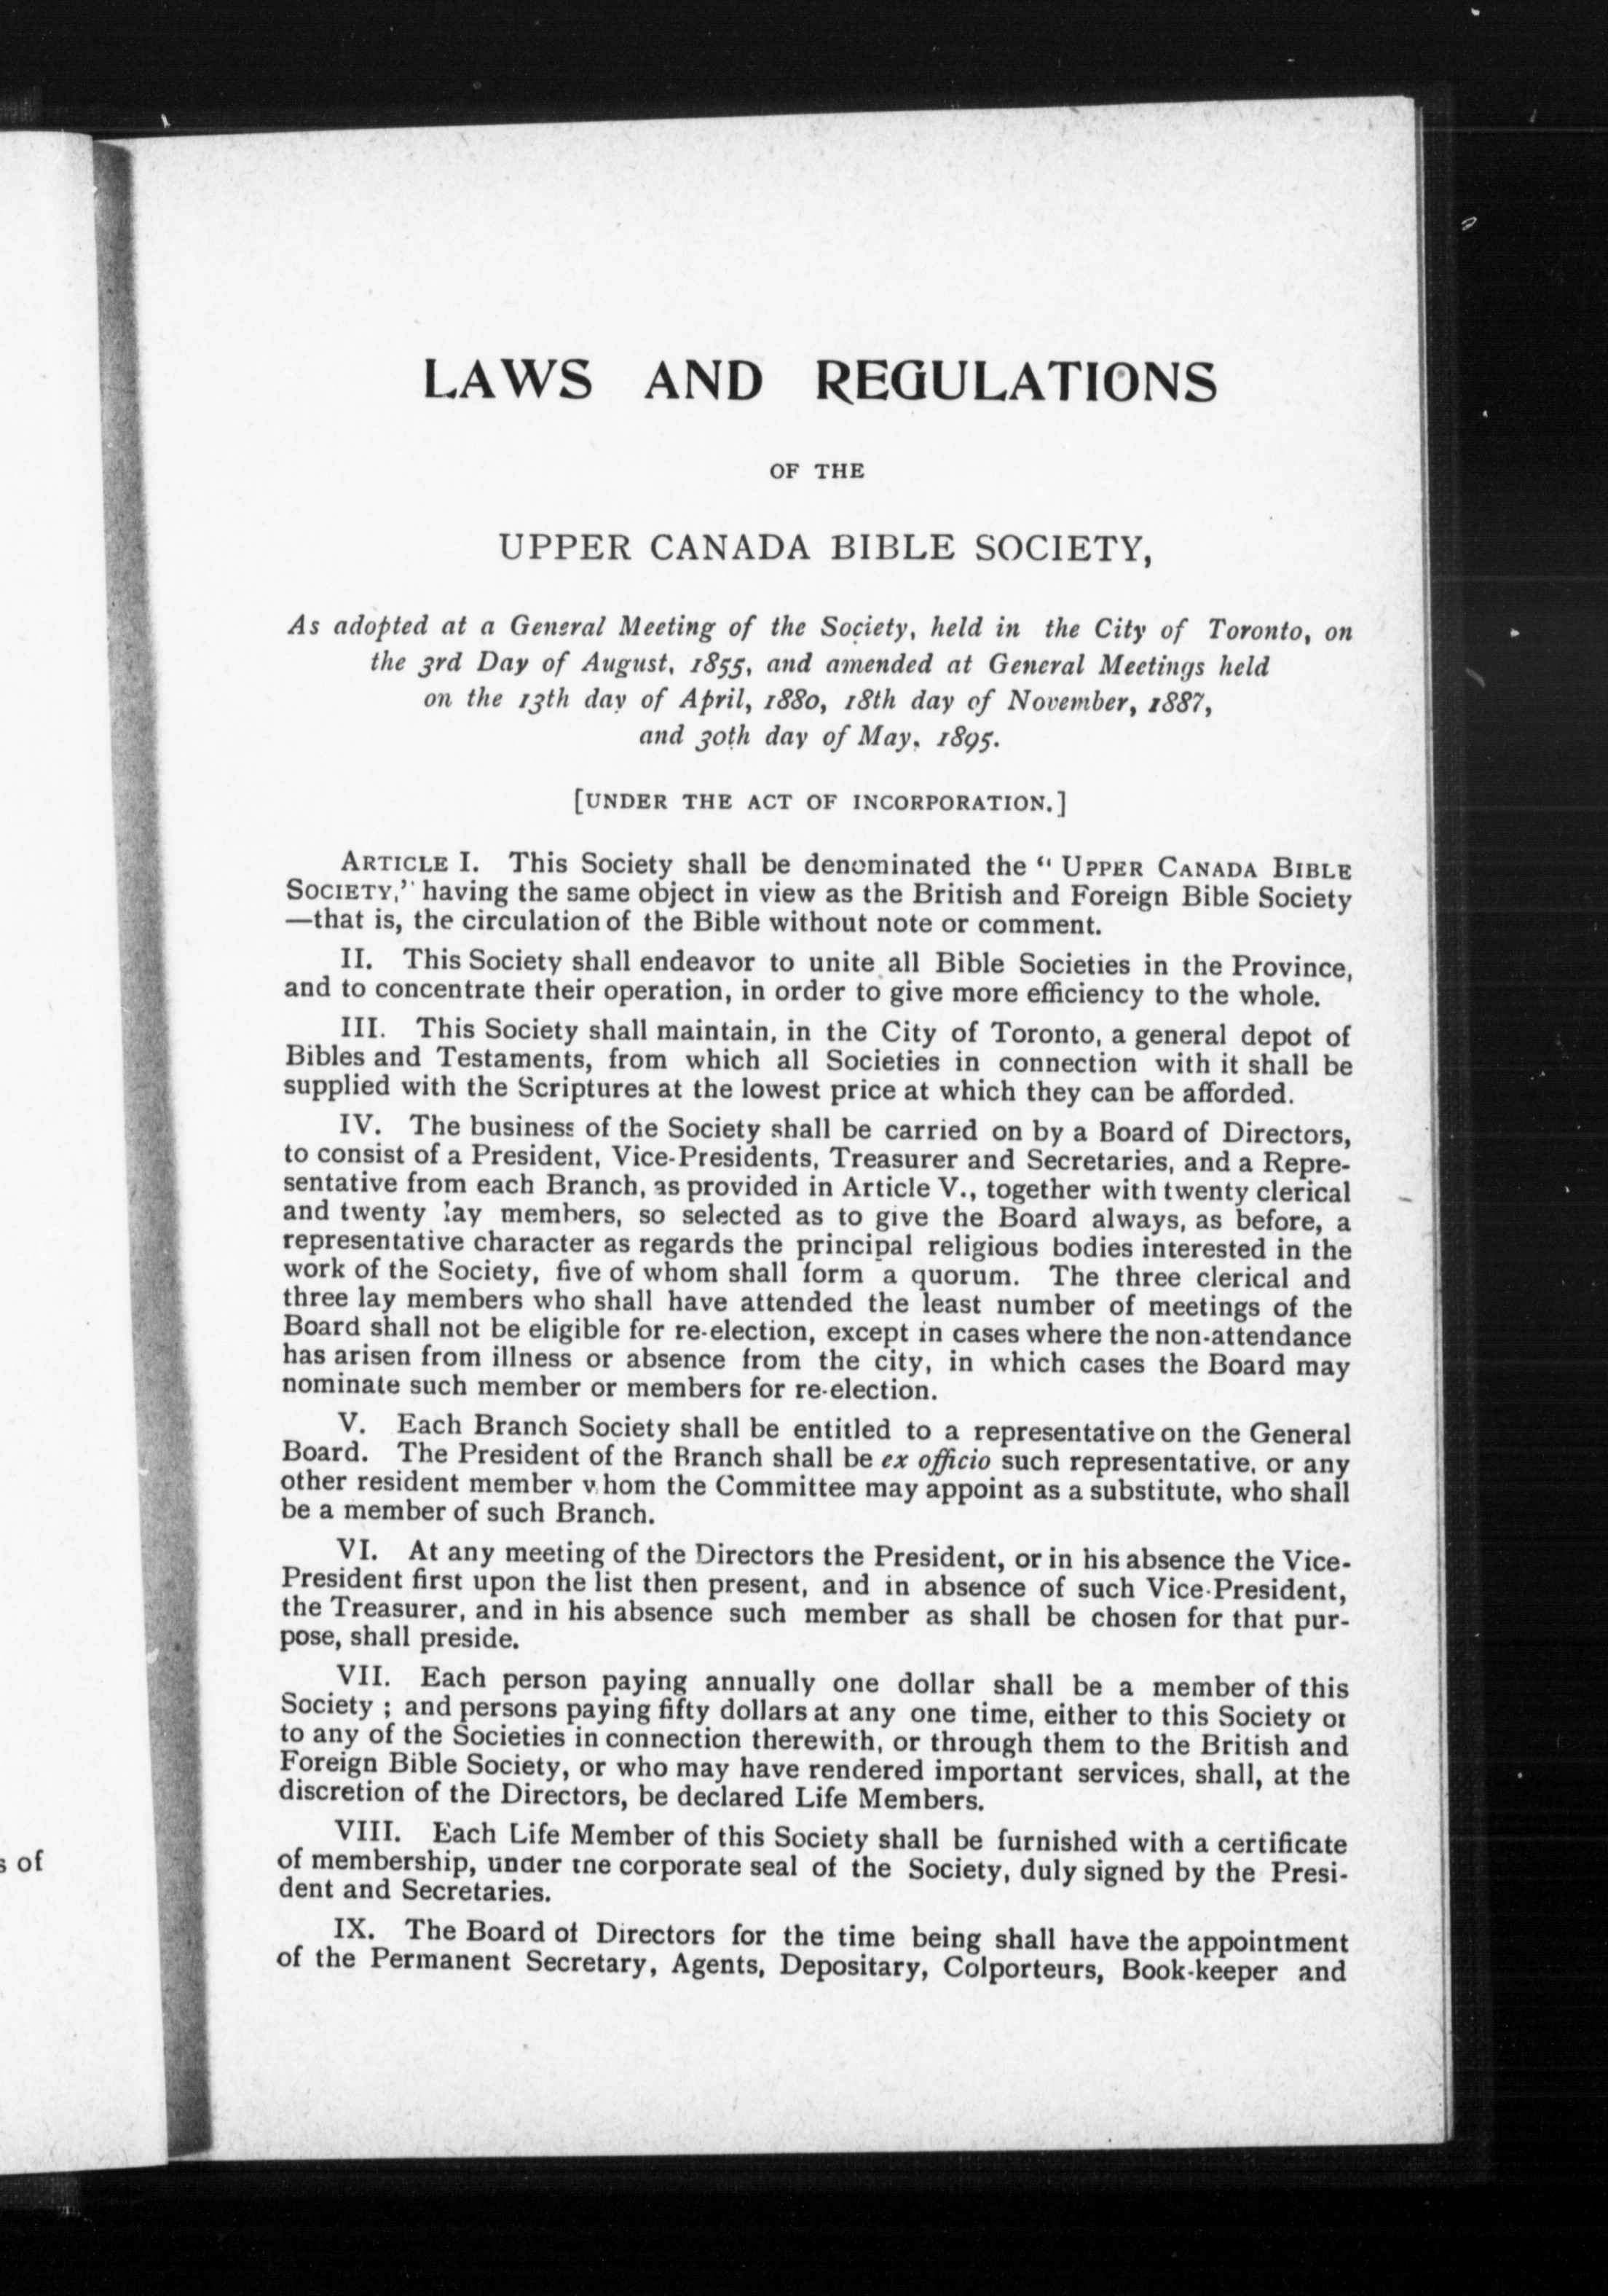 LAWS AND REGULATIONS
OF THE
UPPER CANADA BIBLE SOCIETY,
As adopted at a General Meeting of the Society, held in the City of Toronto, on
the 3rd Day of August, 1855, and amended at General Meetings held
on the 13th day of April, 1880, 18th day of November, 1887,
and 30th day of May, 1895.
[UNDER THE ACT OF INCORPORATION.]
ARTICLE I. This Society shall be denominated the "UPPER CANADA BIBLE
SOCIETY," having the same object in view as the British and Foreign Bible Society
—that is, the circulation of the Bible without note or comment.
II. This Society shall endeavor to unite all Bible Societies in the Province,
and to concentrate their operation, in order to give more efficiency to the whole.
III. This Society shall maintain, in the City of Toronto, a general depot of
Bibles and Testaments, from which all Societies in connection with it shall be
supplied with the Scriptures at the lowest price at which they can be afforded.
IV. The business of the Society shall be carried on by a Board of Directors,
to consist of a President, Vice-Presidents, Treasurer and Secretaries, and a Repre-
sentative from each Branch, as provided in Article V., together with twenty clerical
and twenty lay members, so selected as to give the Board always, as before, a
representative character as regards the principal religious bodies interested in the
work of the Society, five of whom shall form a quorum. The three clerical and
three lay members who shall have attended the least number of meetings of the
Board shall not be eligible for re-election, except in cases where the non-attendance
has arisen from illness or absence from the city, in which cases the Board may
nominate such member or members for re-election.
V. Each Branch Society shall be entitled to a representative on the General
Board. The President of the Branch shall be ex officio such representative, or any
other resident member whom the Committee may appoint as a substitute, who shall
be a member of such Branch.
VI. At any meeting of the Directors the President, or in his absence the Vice-
President first upon the list then present, and in absence of such Vice-President,
the Treasurer, and in his absence such member as shall be chosen for that pur-
pose, shall preside.
VII. Each person paying annually one dollar shall be a member of this
Society ; and persons paying fifty dollars at any one time, either to this Society or
to any of the Societies in connection therewith, or through them to the British and
Foreign Bible Society, or who may have rendered important services, shall, at the
discretion of the Directors, be declared Life Members.
VIII. Each Life Member of this Society shall be furnished with a certificate
of membership, under the corporate seal of the Society, duly signed by the Presi-
dent and Secretaries.
IX. The Board of Directors for the time being shall have the appointment
of the Permanent Secretary, Agents, Depositary, Colporteurs, Book-keeper and
s of